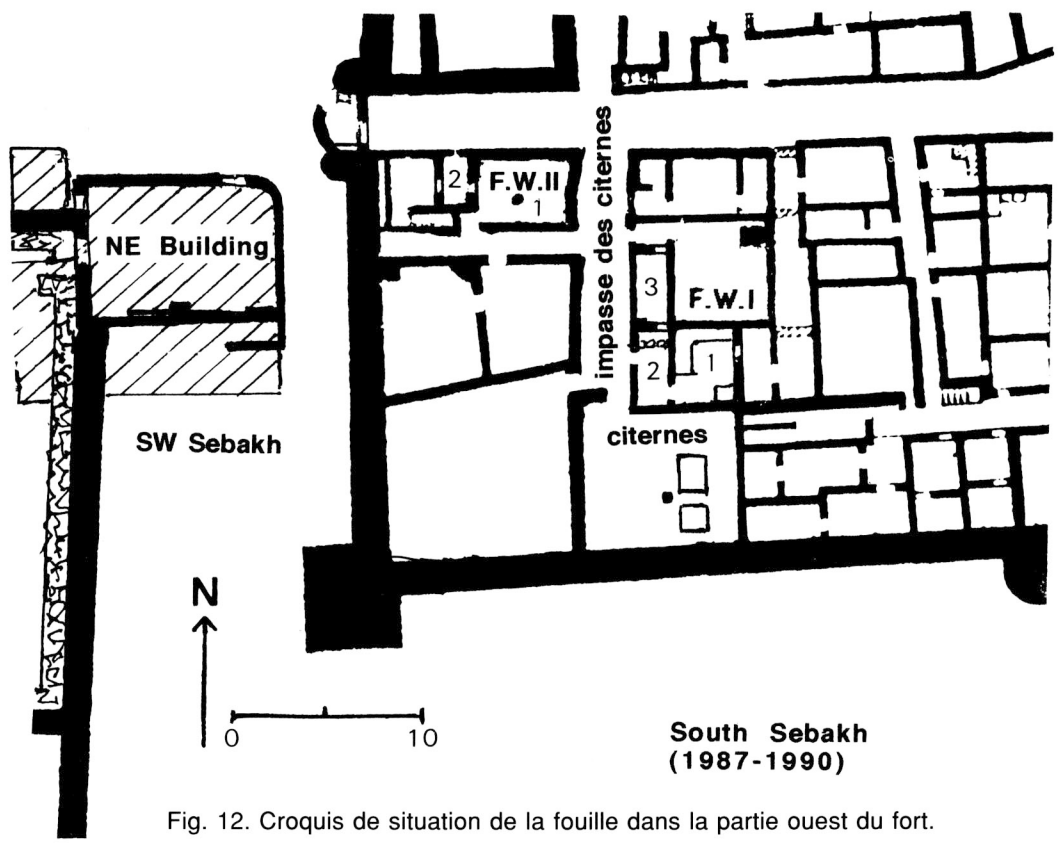 2
F.W.II
1
NE Building
impasse des citernes
3
F.W.I
2
1
SW Sebakh
citernes
N
0 10
South Sebakh
(1987-1990)
Fig. 12. Croquis de situation de la fouille dans la partie ouest du fort.